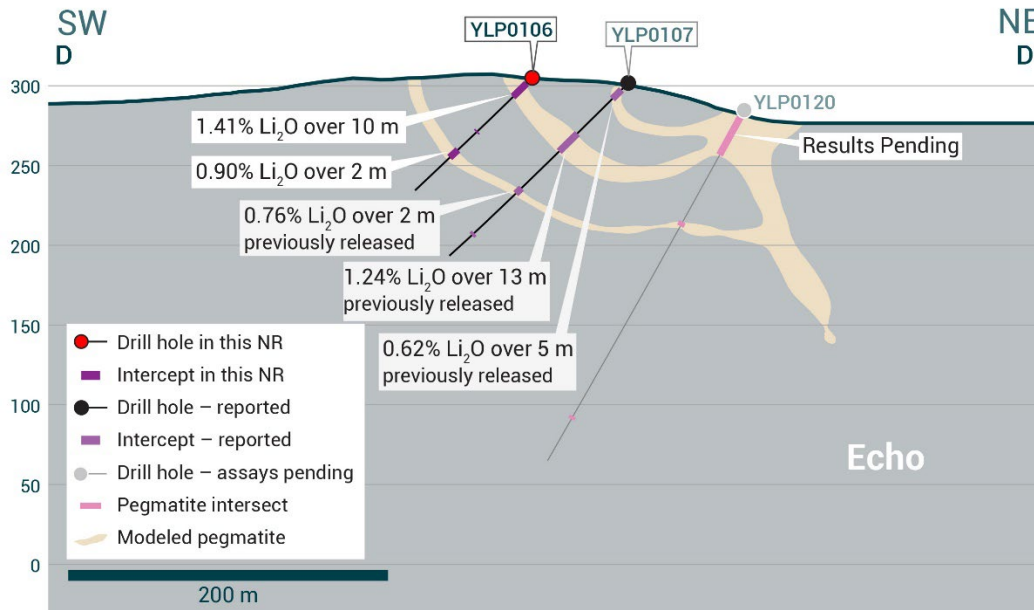 SW
D
YLP0106
YLP0107
NE
D
YLP0120
300
250
200
150
100
50
0
1.41% Li₂O over 10 m
0.90% Li₂O over 2 m
0.76% Li₂O over 2 m
previously released
1.24% Li₂O over 13 m
previously released
0.62% Li₂O over 5 m
previously released
Results Pending
Drill hole in this NR
Intercept in this NR
Drill hole – reported
Intercept – reported
Drill hole – assays pending
Pegmatite intersect
Modeled pegmatite
Echo
200 m